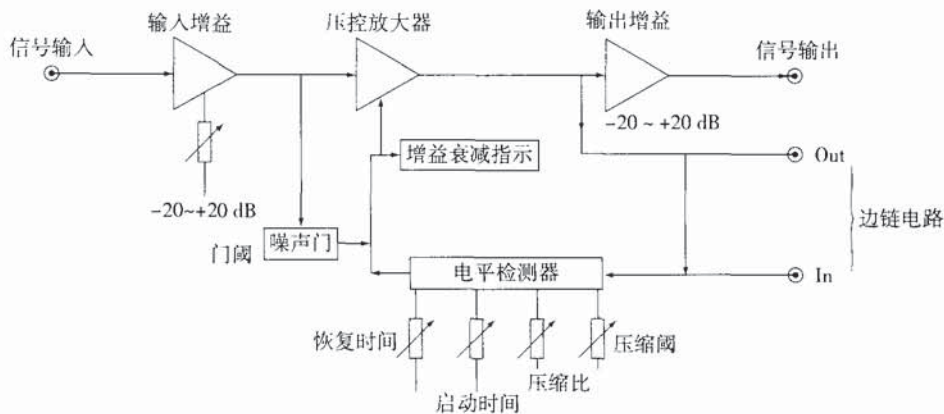 输入增益
压控放大器
输出增益
信号输入
信号输出
-20 ~ +20 dB
增益衰减指示
Out
-20~+20 dB
边链电路
门阈
噪声门
电平检测器
In
恢复时间
压缩阈
压缩比
启动时间